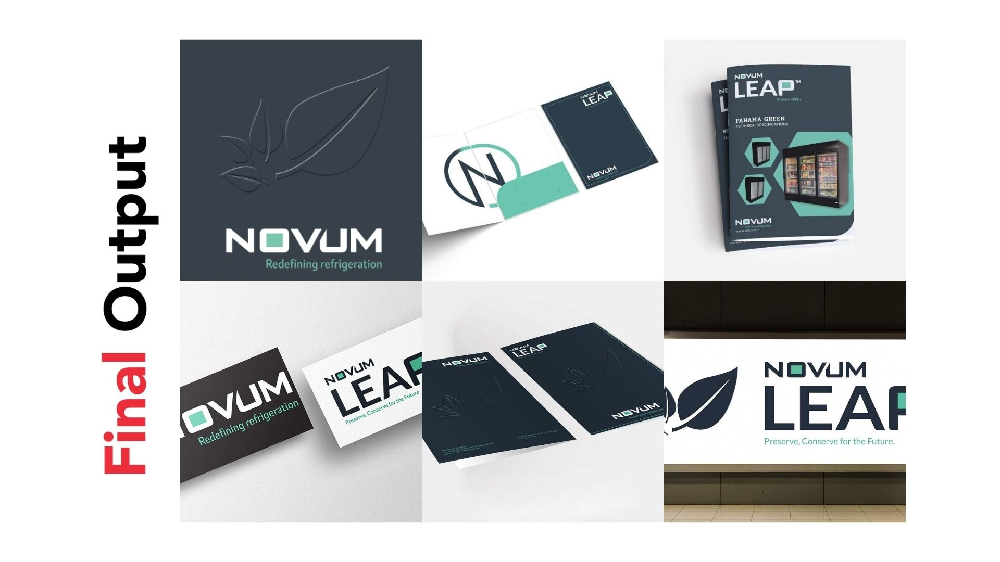 Final Output
NOVUM
Redefining refrigeration
NOVUM
LEAP
N
NOVUM
Redefining refrigeration
NOVUM
LEAP™
PANAMA GREEN
PANAMA GREEN
TECHNICAL SPECIFICATIONS
NOVUM
Redefining refrigeration
WWW.NOVUM.IE
NOVUM
Redefining refrigeration
NOVUM
LEAP
Preserve, Conserve for the Future
NOVUM
Redefining refrigeration
NOVUM
LEAP
NOVUM
Redefining refrigeration
NOVUM
LEAP
Preserve, Conserve for the Future.